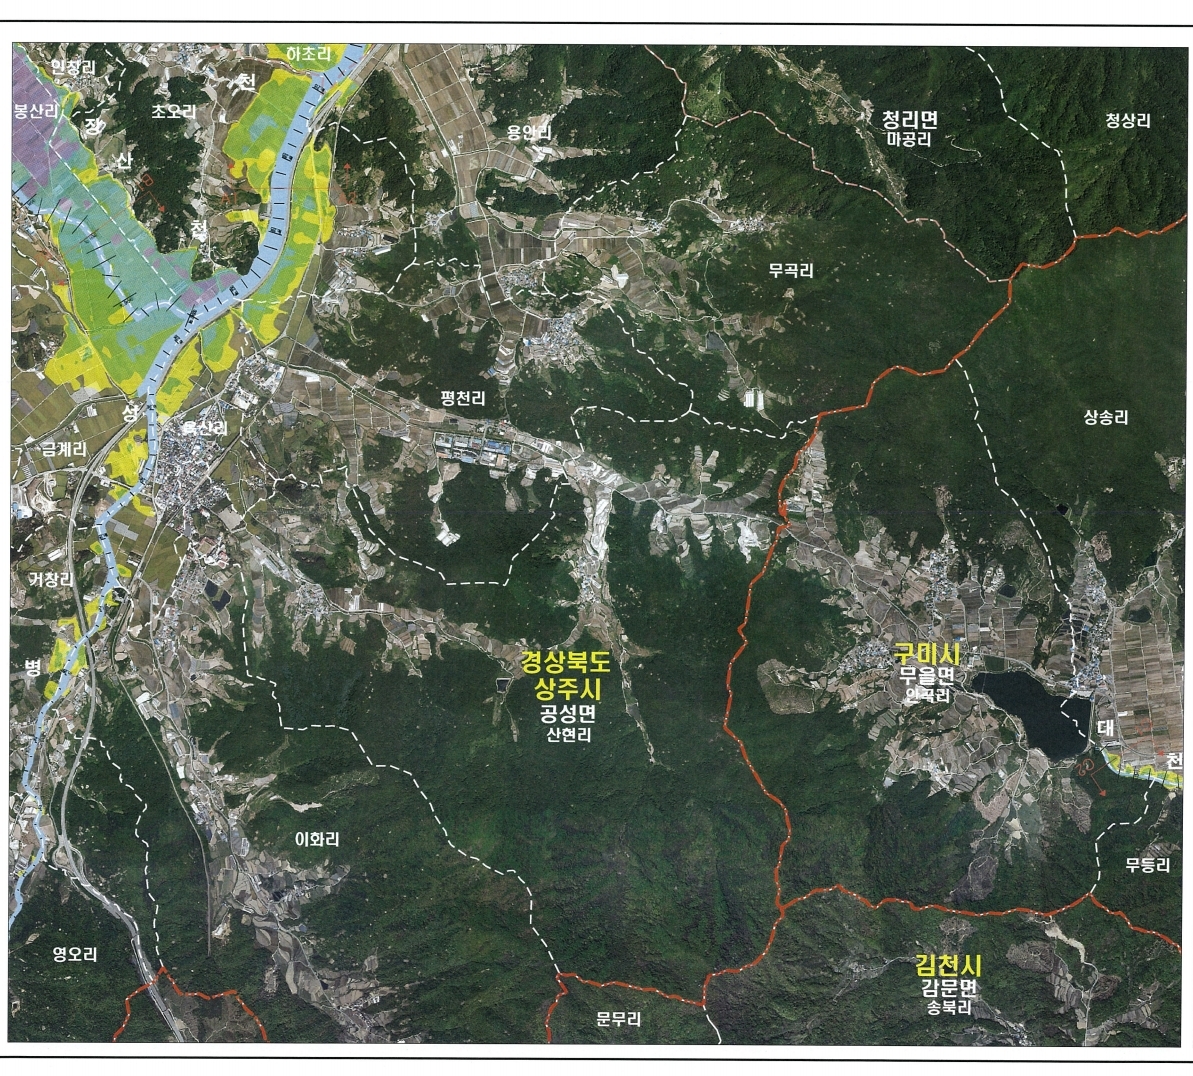 하초리
인창리
천
봉산리
장
초오리
용안리
청리면
마공리
청상리
산
점
무곡리
평천리
성
옥산리
상송리
금계리
거창리
병
경상북도
상주시
공성면
산현리
구미시
무을면
안곡리
대
천
이화리
무등리
영오리
김천시
감문면
송북리
문무리